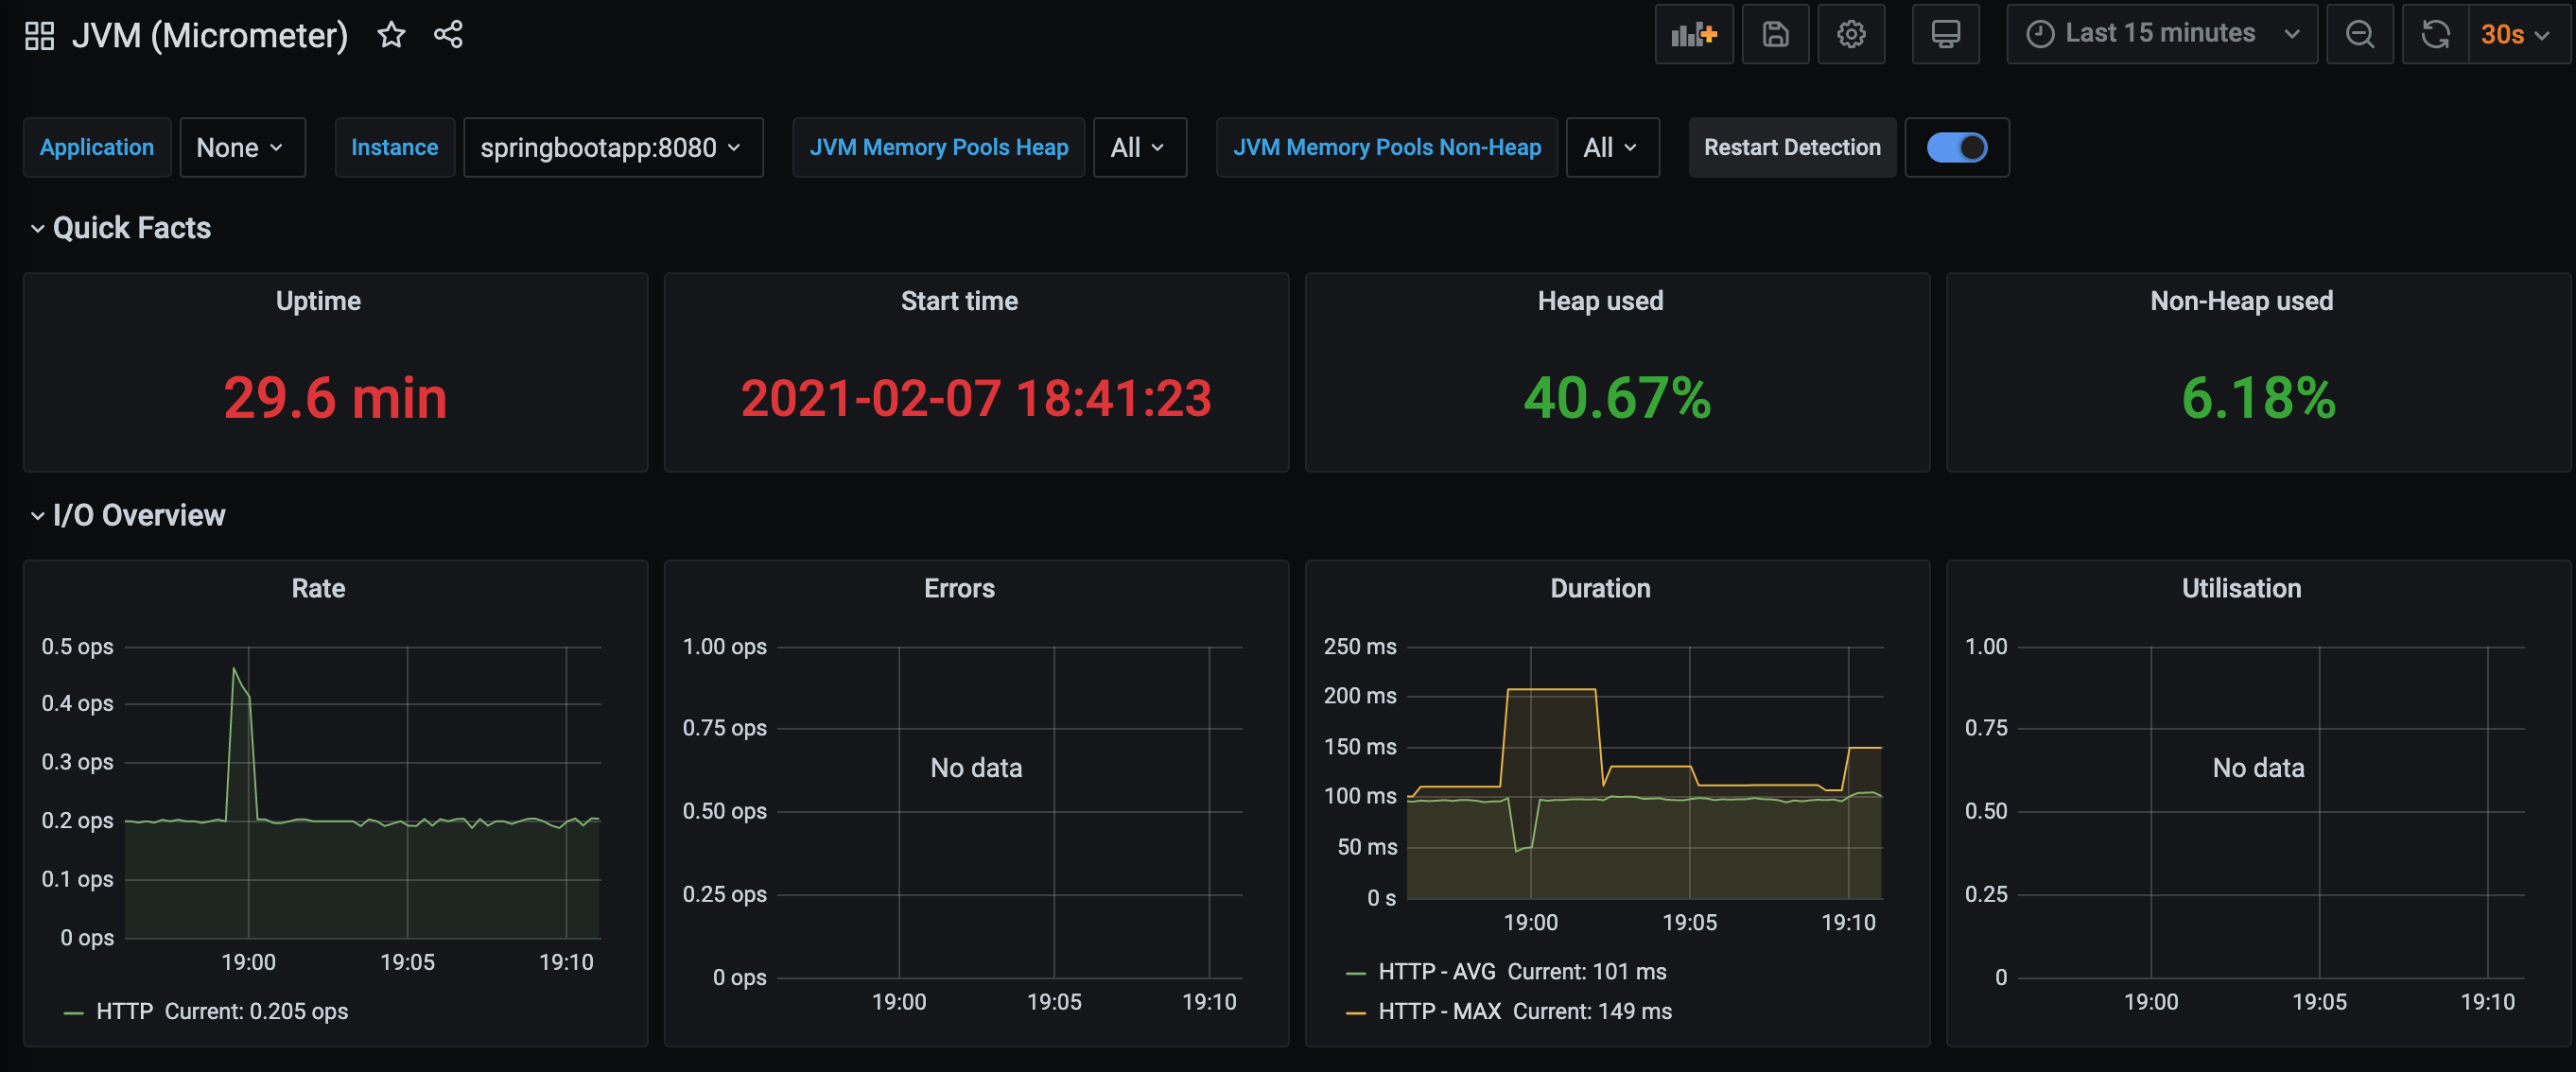 JVM (Micrometer)
Last 15 minutes
30s
Application
None
Instance
springbootapp:8080
JVM Memory Pools Heap
All
JVM Memory Pools Non-Heap
All
Restart Detection
Quick Facts
Uptime
29.6 min
Start time
2021-02-07 18:41:23
Heap used
40.67%
Non-Heap used
6.18%
I/O Overview
Rate
0.5 ops
0.4 ops
0.3 ops
0.2 ops
0.1 ops
0 ops
19:00 19:05 19:10
HTTP Current: 0.205 ops
Errors
1.00 ops
0.75 ops
No data
0.50 ops
0.25 ops
0 ops
19:00 19:05 19:10
Duration
250 ms
200 ms
150 ms
100 ms
50 ms
0 s
19:00 19:05 19:10
HTTP - AVG Current: 101 ms
HTTP - MAX Current: 149 ms
Utilisation
1.00
0.75
No data
0.50
0.25
0
19:00 19:05 19:10